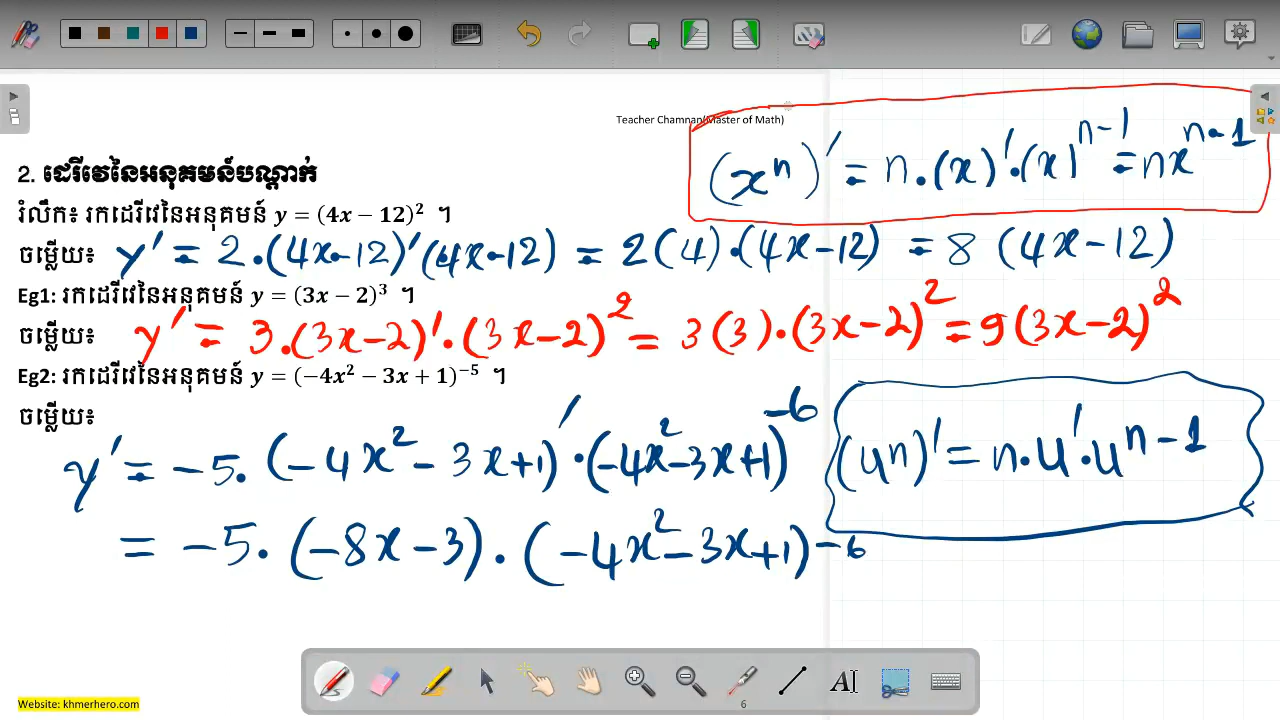 Teacher Chamnan(Master of Math)
(xⁿ)' = n.(x)'.(x)ⁿ⁻¹ = nxⁿ⁻¹
2. ដេរីវេនៃអនុគមន៍បណ្តាក់
រំលឹក៖ រកដេរីវេនៃអនុគមន៍ y = (4x − 12)² ។
ចម្លើយ៖ y' = 2.(4x-12)'(4x-12) = 2(4).(4x-12) = 8 (4x-12)
Eg1: រកដេរីវេនៃអនុគមន៍ y = (3x − 2)³ ។
ចម្លើយ៖ y' = 3.(3x-2)'.(3x-2)² = 3(3).(3x-2)² = 9(3x-2)²
Eg2: រកដេរីវេនៃអនុគមន៍ y = (−4x² − 3x + 1)⁻⁵ ។
ចម្លើយ៖
y' = -5.(-4x²-3x+1)'.(-4x²-3x+1)⁻⁶
(uⁿ)' = n.u'.uⁿ⁻¹
= -5.(-8x-3).(-4x²-3x+1)⁻⁶
6
Website: khmerhero.com